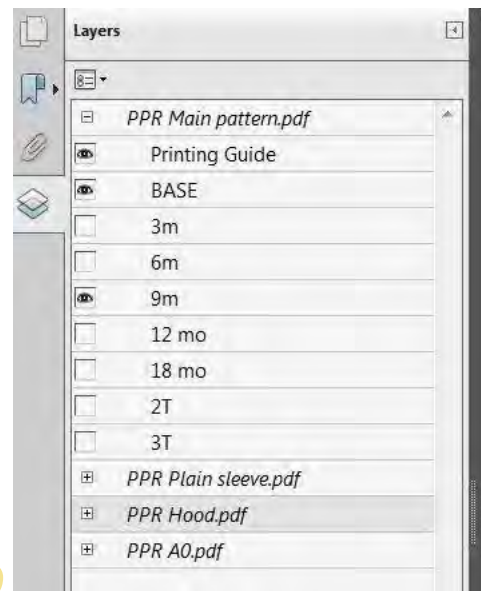 Layers
PPR Main pattern.pdf
Printing Guide
BASE
3m
6m
9m
12 mo
18 mo
2T
3T
PPR Plain sleeve.pdf
PPR Hood.pdf
PPR A0.pdf